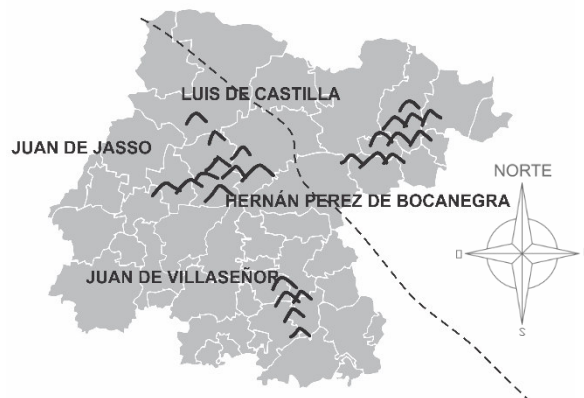 LUIS DE CASTILLA
JUAN DE JASSO
NORTE
HERNÁN PEREZ DE BOCANEGRA
JUAN DE VILLASEÑOR
S